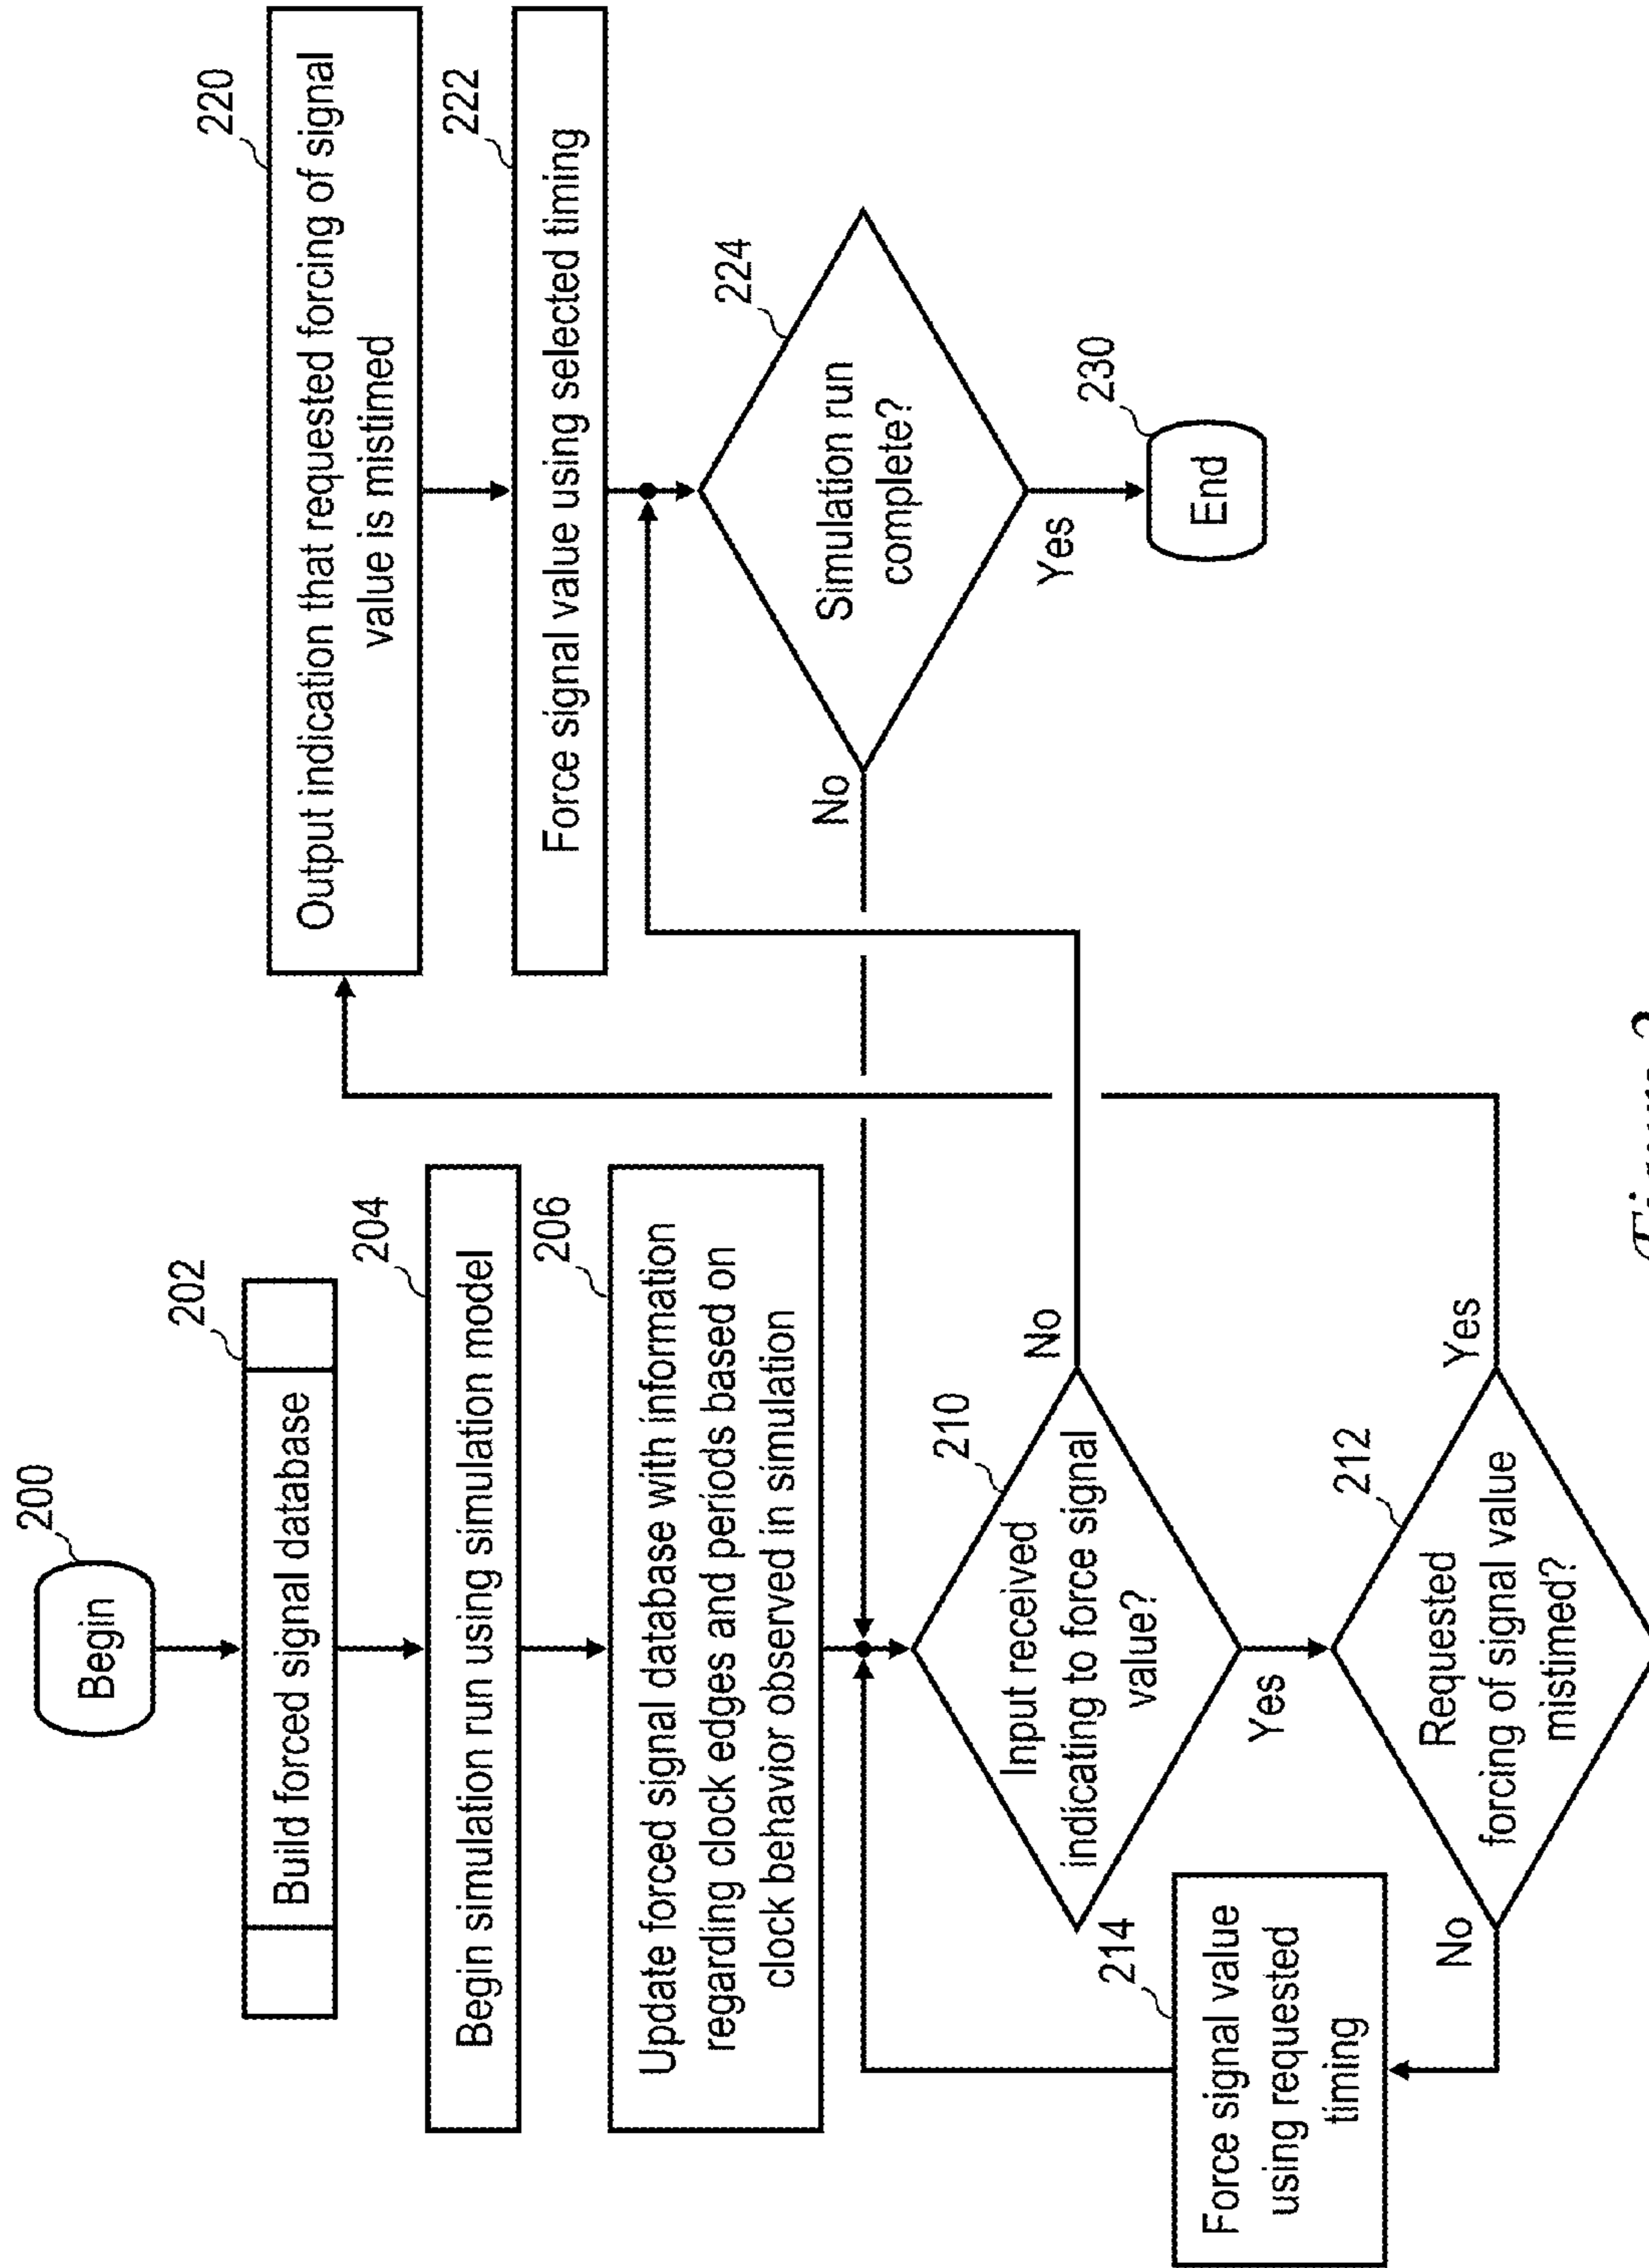 200
Begin
202
Build forced signal database
204
Begin simulation run using simulation model
206
Update forced signal database with information
regarding clock edges and periods based on
clock behavior observed in simulation
210
Input received
indicating to force signal
value?
No
Yes
212
Requested
forcing of signal value
mistimed?
Yes
No
214
Force signal value
using requested
timing
220
Output indication that requested forcing of signal
value is mistimed
222
Force signal value using selected timing
224
Simulation run
complete?
No
Yes
230
End